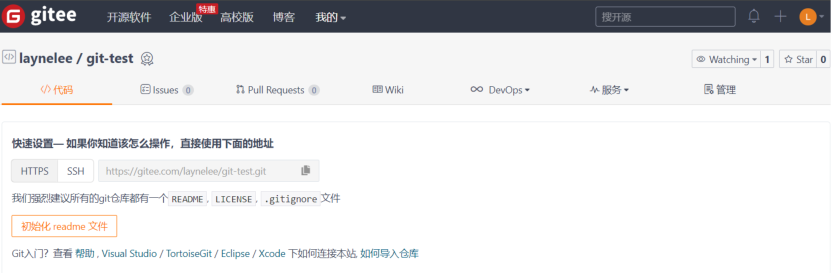 gitee 开源软件 企业版 特惠 高校版 博客 我的 搜开源 L
laynelee / git-test Watching 1 Star 0
代码 Issues 0 Pull Requests 0 Wiki DevOps 服务 管理
快速设置— 如果你知道该怎么操作，直接使用下面的地址
HTTPS SSH https://gitee.com/laynelee/git-test.git
我们强烈建议所有的git仓库都有一个 README, LICENSE, .gitignore 文件
初始化 readme 文件
Git入门？查看 帮助 , Visual Studio / TortoiseGit / Eclipse / Xcode 下如何连接本站, 如何导入仓库